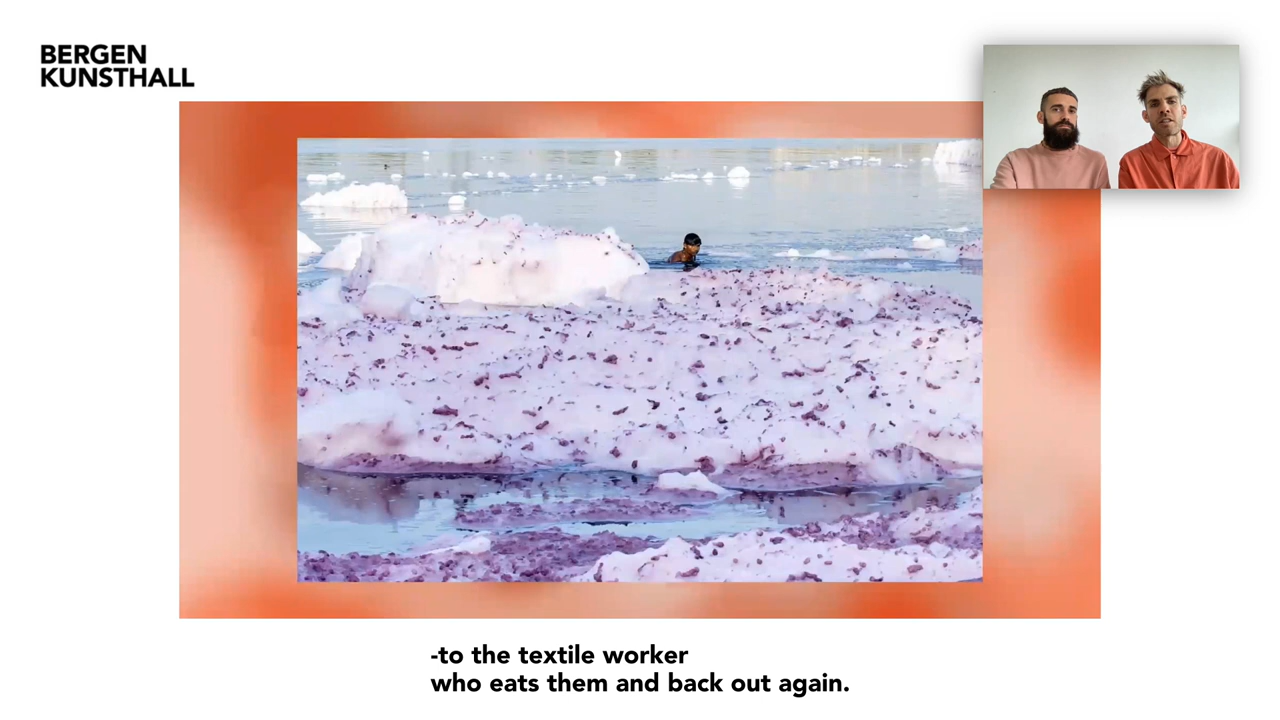 BERGEN
KUNSTHALL
-to the textile worker
who eats them and back out again.